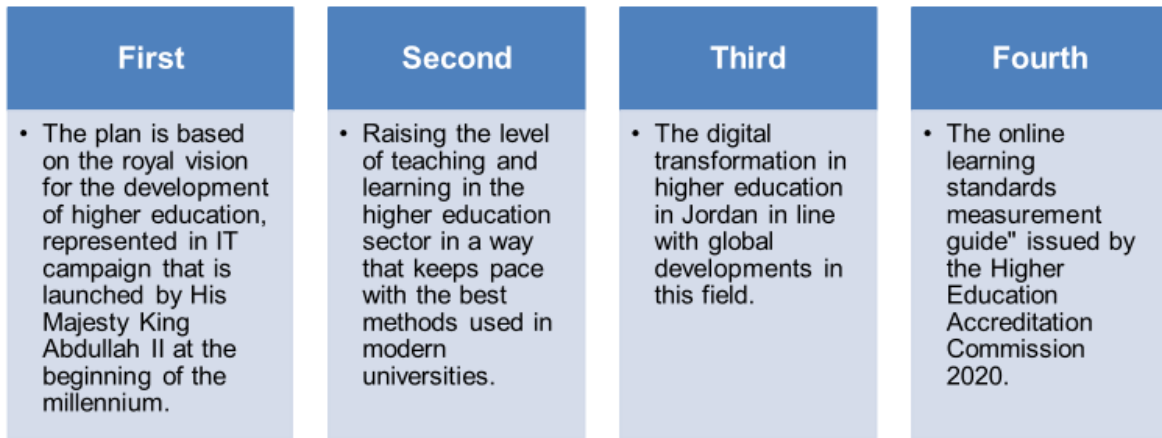 First
• The plan is based
on the royal vision
for the development
of higher education,
represented in IT
campaign that is
launched by His
Majesty King
Abdullah II at the
beginning of the
millennium.
Second
• Raising the level
of teaching and
learning in the
higher education
sector in a way
that keeps pace
with the best
methods used in
modern
universities.
Third
• The digital
transformation in
higher education
in Jordan in line
with global
developments in
this field.
Fourth
• The online
learning
standards
measurement
guide" issued by
the Higher
Education
Accreditation
Commission
2020.